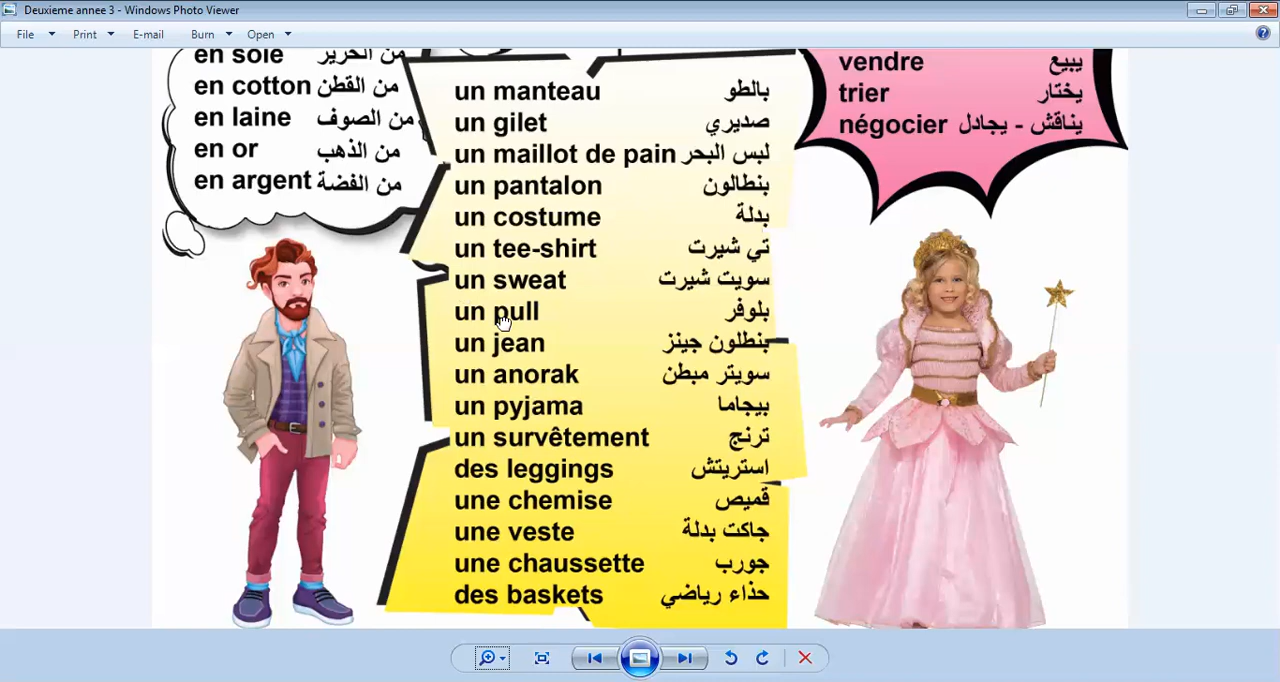 Deuxieme annee 3 - Windows Photo Viewer
File Print E-mail Burn Open
en soie من الحرير
en cotton من القطن
en laine من الصوف
en or من الذهب
en argent من الفضة
un manteau بالطو
un gilet صديري
un maillot de pain لبس البحر
un pantalon بنطالون
un costume بدلة
un tee-shirt تي شيرت
un sweat سويت شيرت
un pull بلوفر
un jean بنطلون جينز
un anorak سويتر مبطن
un pyjama بيجاما
un survêtement ترنج
des leggings استريتش
une chemise قميص
une veste جاكت بدلة
une chaussette جورب
des baskets حذاء رياضي
vendre يبيع
trier يختار
négocier يناقش - يجادل